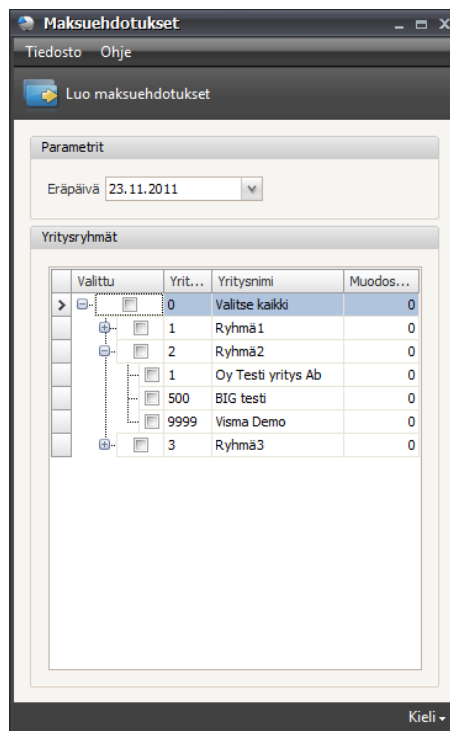 Maksuehdotukset
Tiedosto Ohje
Luo maksuehdotukset
Parametrit
Eräpäivä 23.11.2011
Yritysryhmät
Valittu Yrit... Yritysnimi Muodos...
0 Valitse kaikki 0
1 Ryhmä1 0
2 Ryhmä2 0
1 Oy Testi yritys Ab 0
500 BIG testi 0
9999 Visma Demo 0
3 Ryhmä3 0
Kieli